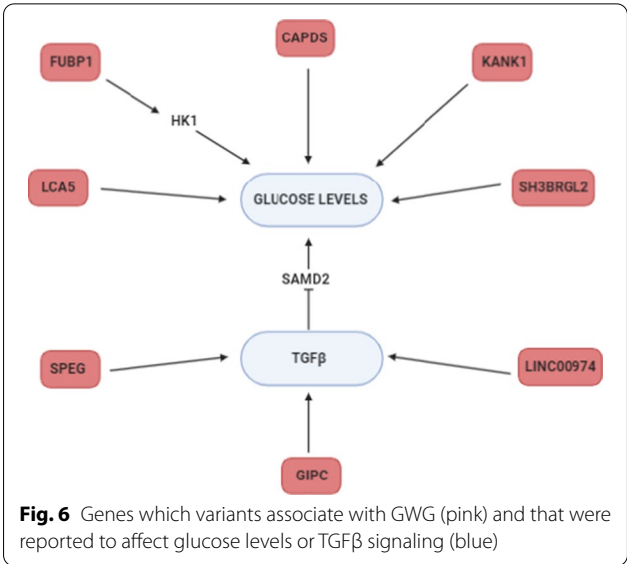 CAPDS
FUBP1
KANK1
HK1
LCA5
SH3BRGL2
GLUCOSE LEVELS
SAMD2
TGFβ
SPEG
LINC00974
GIPC
Fig. 6 Genes which variants associate with GWG (pink) and that were
reported to affect glucose levels or TGFβ signaling (blue)